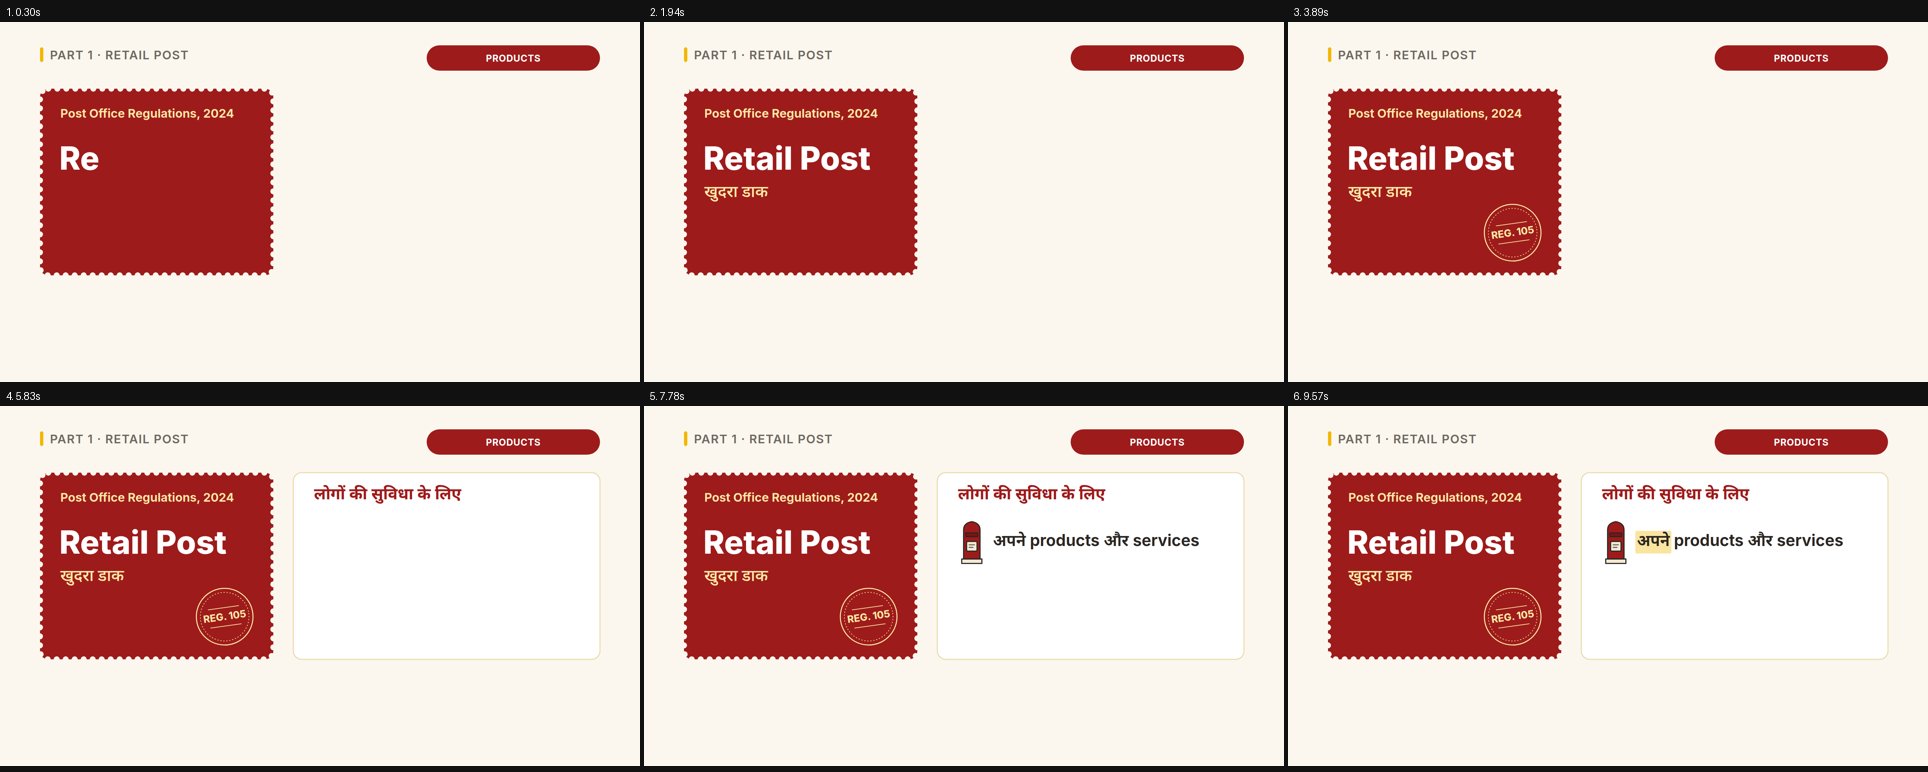 1. 0.30s
PART 1 · RETAIL POST
PRODUCTS
Post Office Regulations, 2024
Re
2. 1.94s
PART 1 · RETAIL POST
PRODUCTS
Post Office Regulations, 2024
Retail Post
खुदरा डाक
3. 3.89s
PART 1 · RETAIL POST
PRODUCTS
Post Office Regulations, 2024
Retail Post
खुदरा डाक
REG. 105
4. 5.83s
PART 1 · RETAIL POST
PRODUCTS
Post Office Regulations, 2024
Retail Post
खुदरा डाक
REG. 105
लोगों की सुविधा के लिए
5. 7.78s
PART 1 · RETAIL POST
PRODUCTS
Post Office Regulations, 2024
Retail Post
खुदरा डाक
REG. 105
लोगों की सुविधा के लिए
अपने products और services
6. 9.57s
PART 1 · RETAIL POST
PRODUCTS
Post Office Regulations, 2024
Retail Post
खुदरा डाक
REG. 105
लोगों की सुविधा के लिए
अपने products और services